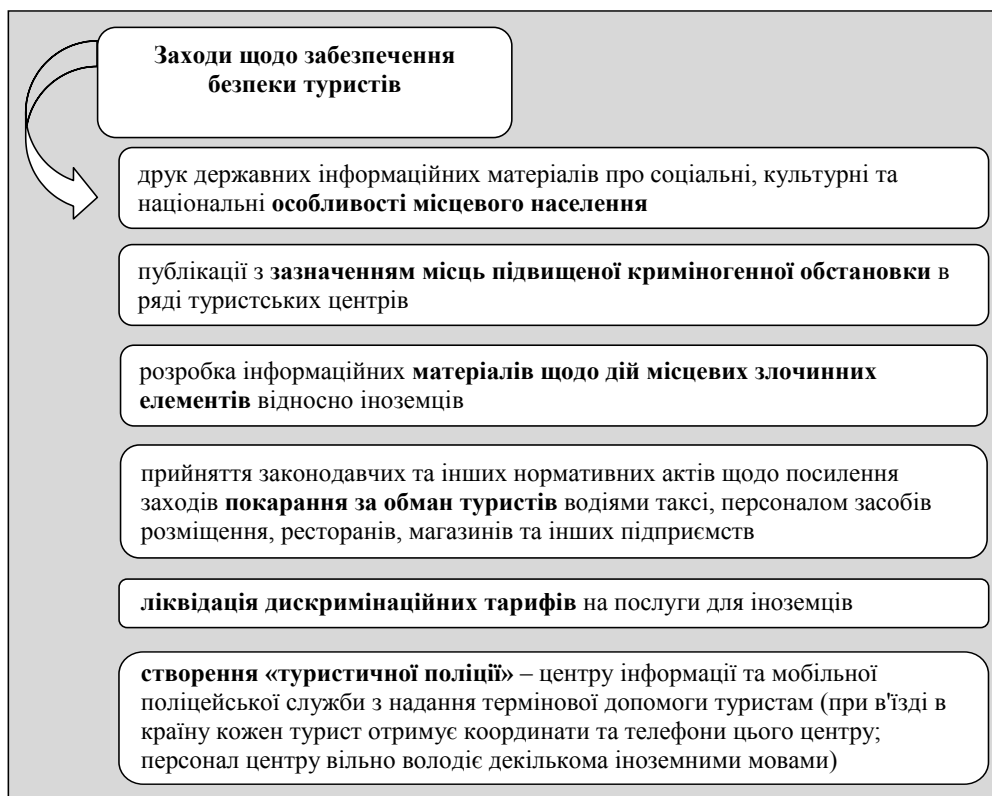 Заходи щодо забезпечення
безпеки туристів
друк державних інформаційних матеріалів про соціальні, культурні та
національні особливості місцевого населення
публікації з зазначенням місць підвищеної криміногенної обстановки в
ряді туристських центрів
розробка інформаційних матеріалів щодо дій місцевих злочинних
елементів відносно іноземців
прийняття законодавчих та інших нормативних актів щодо посилення
заходів покарання за обман туристів водіями таксі, персоналом засобів
розміщення, ресторанів, магазинів та інших підприємств
ліквідація дискримінаційних тарифів на послуги для іноземців
створення «туристичної поліції» – центру інформації та мобільної
поліцейської служби з надання термінової допомоги туристам (при в'їзді в
країну кожен турист отримує координати та телефони цього центру;
персонал центру вільно володіє декількома іноземними мовами)